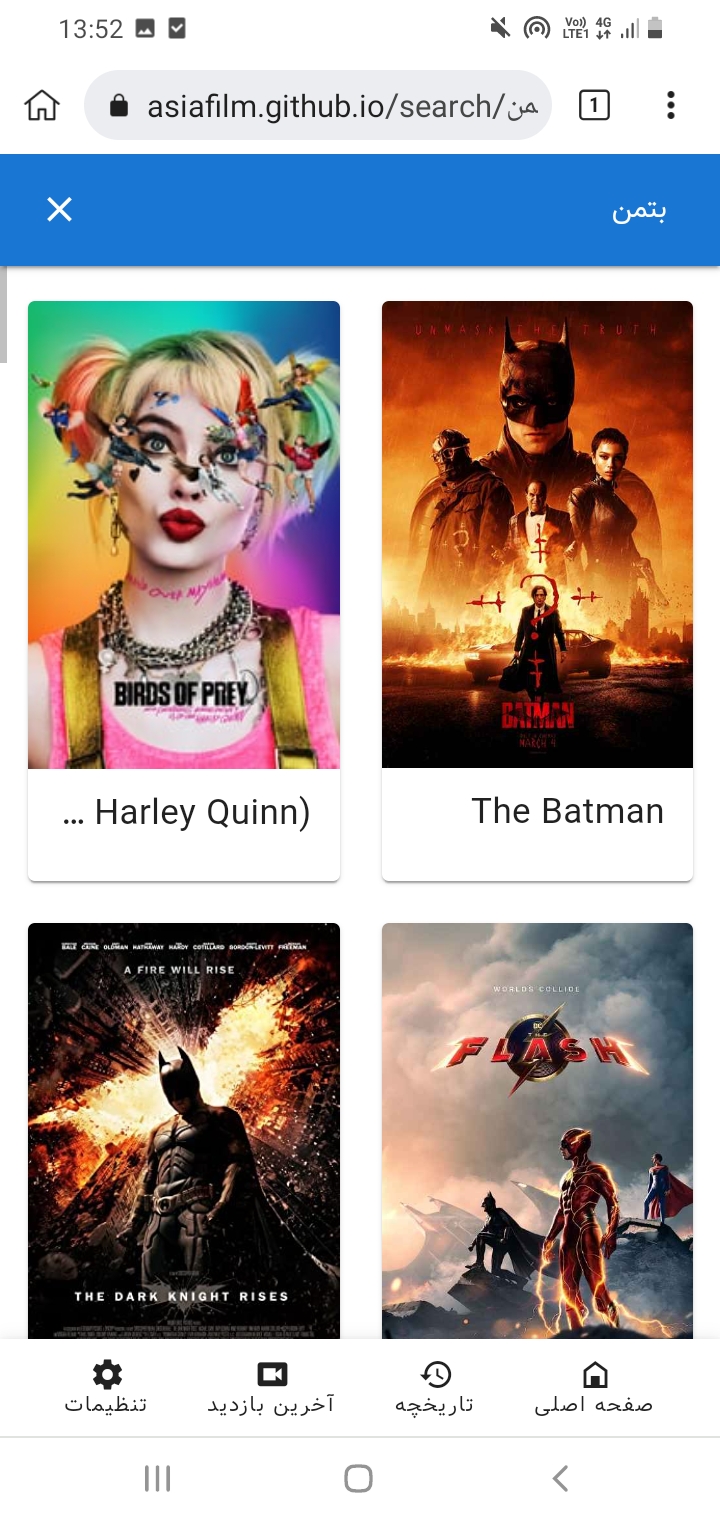 13:52
Vo) 4G
LTE1
asiafilm.github.io/search/من
1
بتمن
UNMASK THE TRUTH
BIRDS OF PREY
THE
BATMAN
MARCH 4
The Batman
... Harley Quinn)
BALE CAINE OLDMAN HATHAWAY HARDY COTILLARD GORDON-LEVITT FREEMAN
A FIRE WILL RISE
THE DARK KNIGHT RISES
WORLDS COLLIDE
DC
THE
FLASH
صفحه اصلی
تاریخچه
آخرین بازدید
تنظیمات